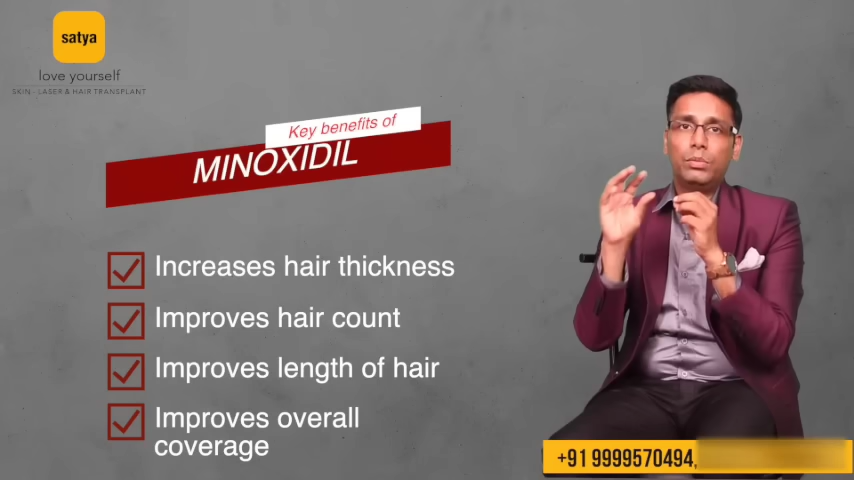 satya
love yourself
SKIN - LASER & HAIR TRANSPLANT
Key benefits of
MINOXIDIL
Increases hair thickness
Improves hair count
Improves length of hair
Improves overall
coverage
+91 9999570494,